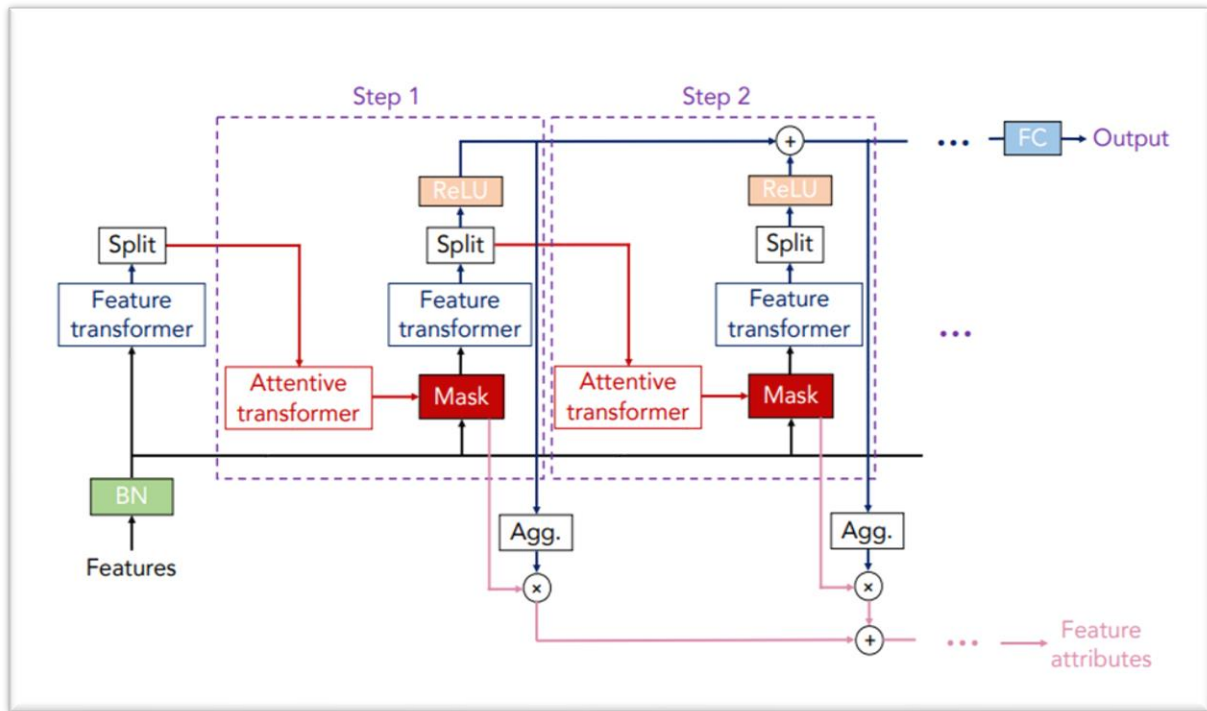 Step 1
Step 2
+
...
FC
Output
ReLU
ReLU
Split
Split
Split
Feature
transformer
Feature
transformer
Feature
transformer
...
Attentive
transformer
Mask
Attentive
transformer
Mask
BN
Agg.
Agg.
Features
×
×
+
...
Feature
attributes